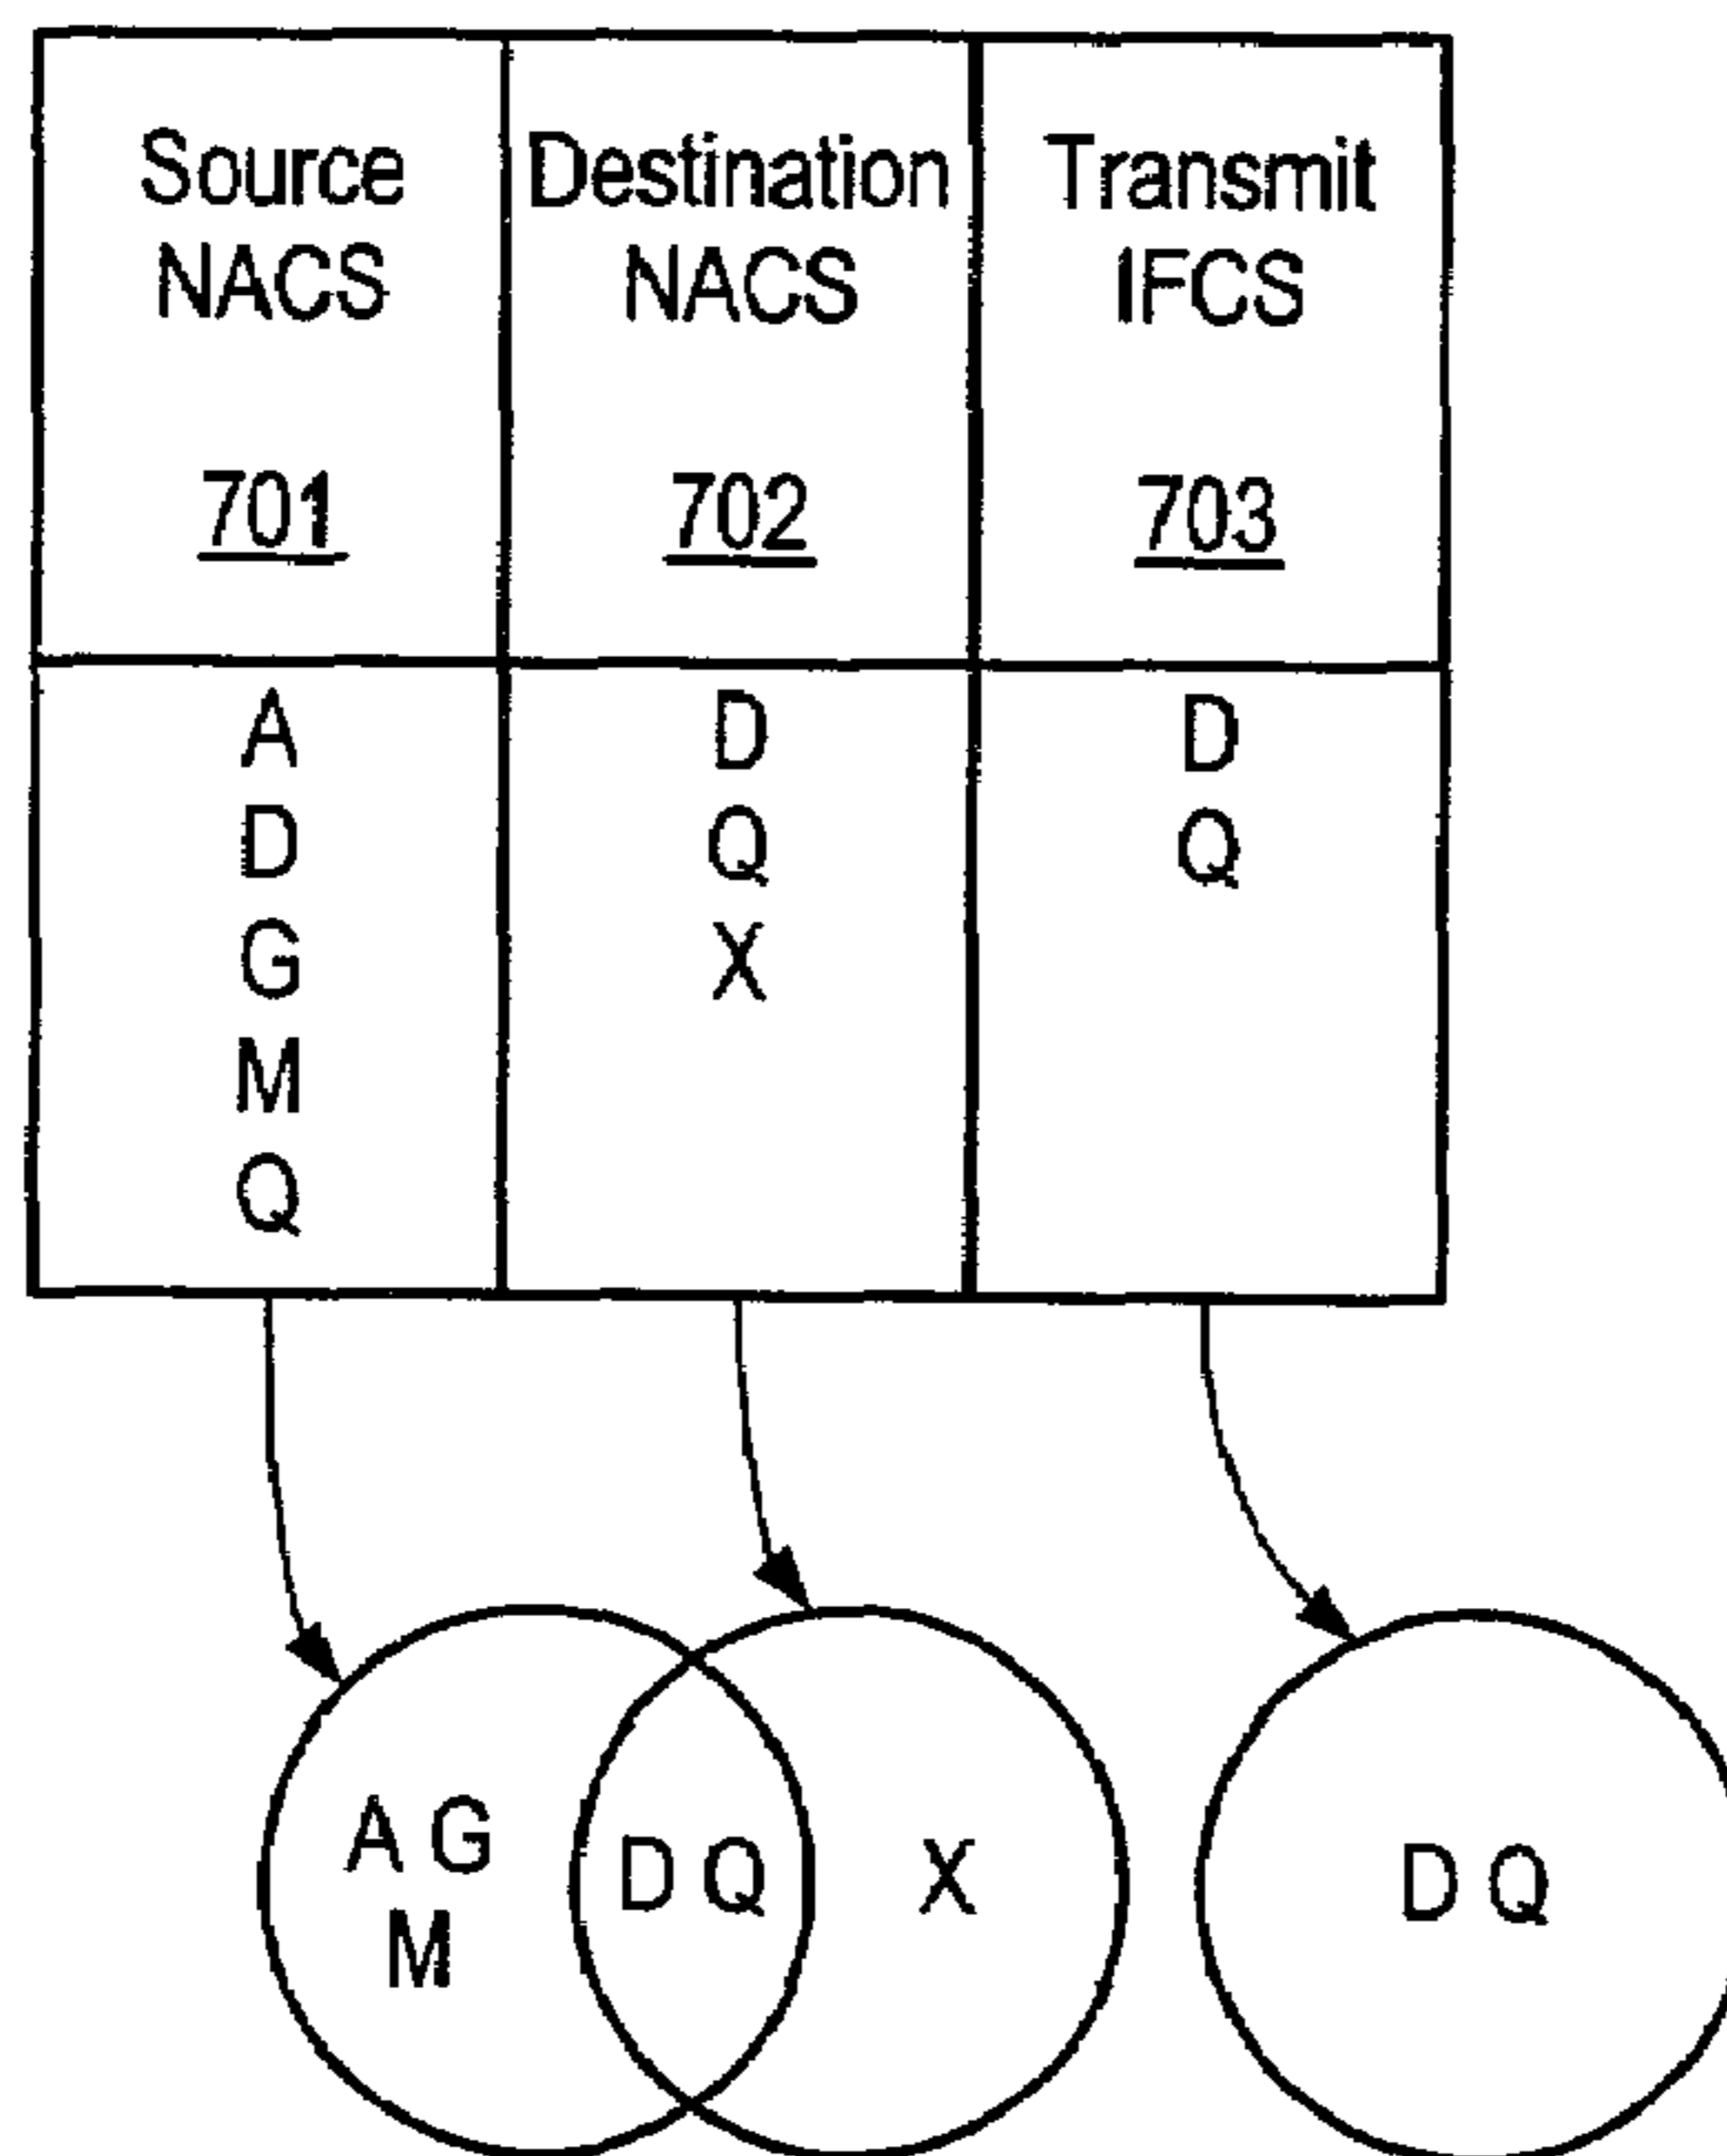 Source
NACS
701
Destination
NACS
702
Transmit
IFCS
703
A
D
G
M
Q
D
Q
X
D
Q
A G
M
D Q
X
D Q